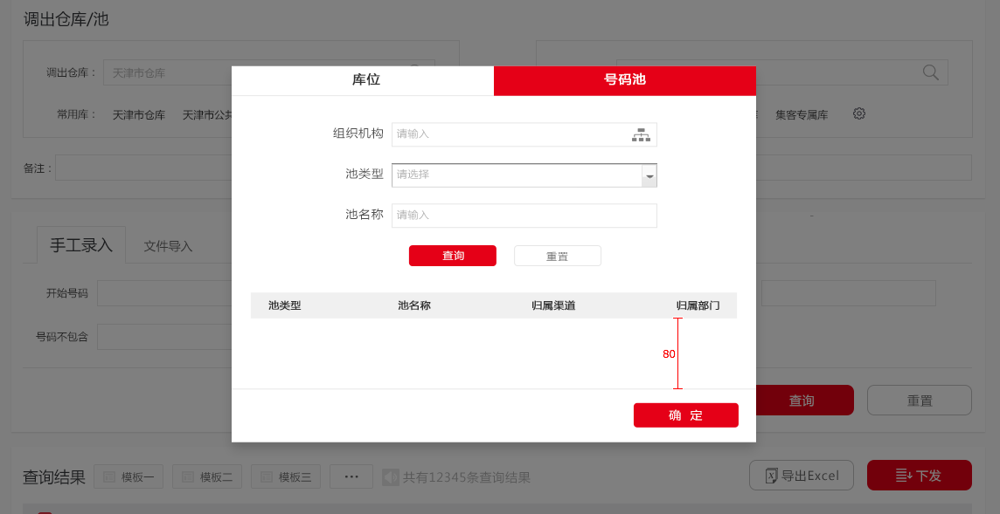 调出仓库/池
调出仓库： 天津市仓库
常用库： 天津市仓库 天津市公共
集客专属库
备注：
库位 号码池
组织机构 请输入
池类型 请选择
池名称 请输入
查询 重置
池类型 池名称 归属渠道 归属部门
80
确 定
手工录入 文件导入
开始号码
号码不包含
查询 重置
查询结果 模板一 模板二 模板三 ··· 共有12345条查询结果 导出Excel 下发